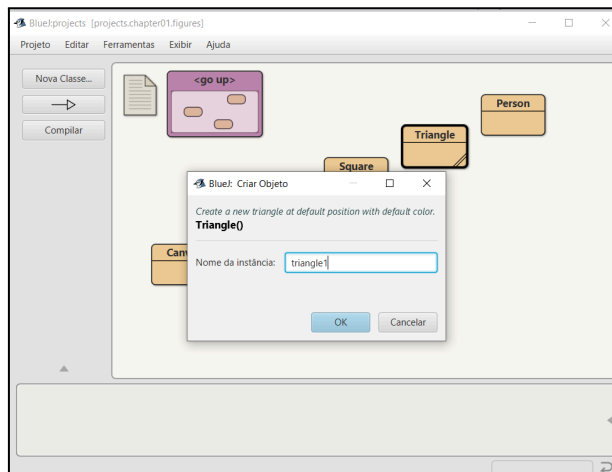 BlueJ:projects [projects.chapter01.figures]
Projeto Editar Ferramentas Exibir Ajuda
Nova Classe...
Compilar
<go up>
Person
Triangle
Square
BlueJ: Criar Objeto
Create a new triangle at default position with default color.
Triangle()
Nome da instância: triangle1
OK Cancelar